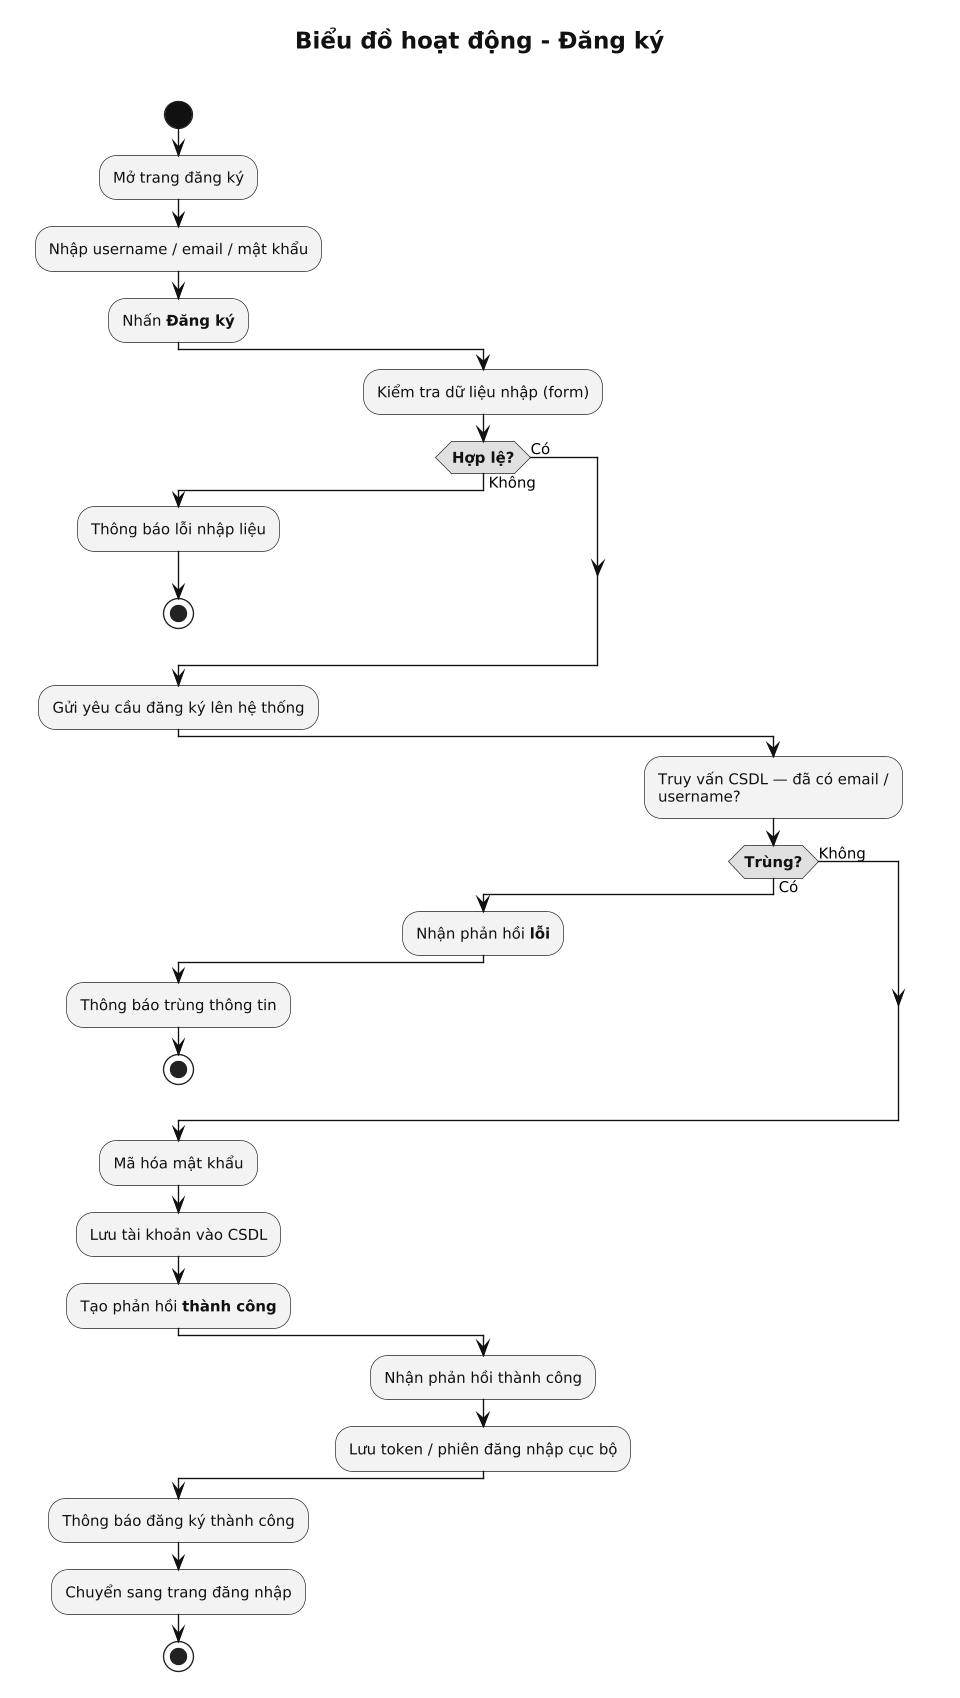 Biểu đồ hoạt động - Đăng ký
Mở trang đăng ký
Nhập username / email / mật khẩu
Nhấn Đăng ký
Kiểm tra dữ liệu nhập (form)
Hợp lệ?
Có
Không
Thông báo lỗi nhập liệu
Gửi yêu cầu đăng ký lên hệ thống
Truy vấn CSDL — đã có email /
username?
Trùng?
Không
Có
Nhận phản hồi lỗi
Thông báo trùng thông tin
Mã hóa mật khẩu
Lưu tài khoản vào CSDL
Tạo phản hồi thành công
Nhận phản hồi thành công
Lưu token / phiên đăng nhập cục bộ
Thông báo đăng ký thành công
Chuyển sang trang đăng nhập